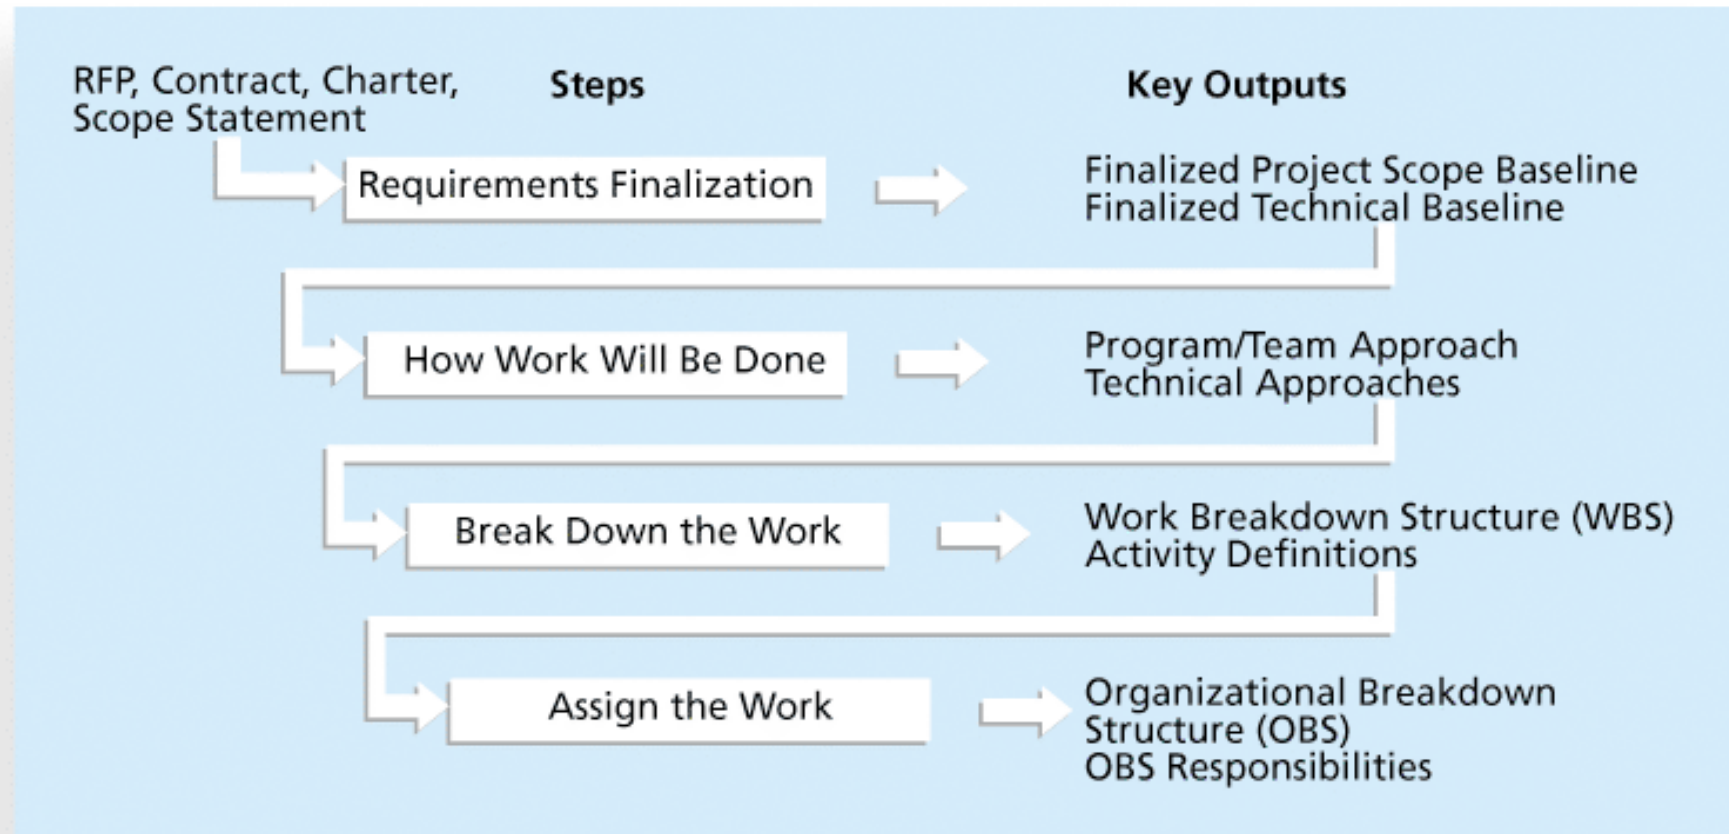 RFP, Contract, Charter,
Scope Statement
Steps
Key Outputs
Requirements Finalization
Finalized Project Scope Baseline
Finalized Technical Baseline
How Work Will Be Done
Program/Team Approach
Technical Approaches
Break Down the Work
Work Breakdown Structure (WBS)
Activity Definitions
Assign the Work
Organizational Breakdown
Structure (OBS)
OBS Responsibilities